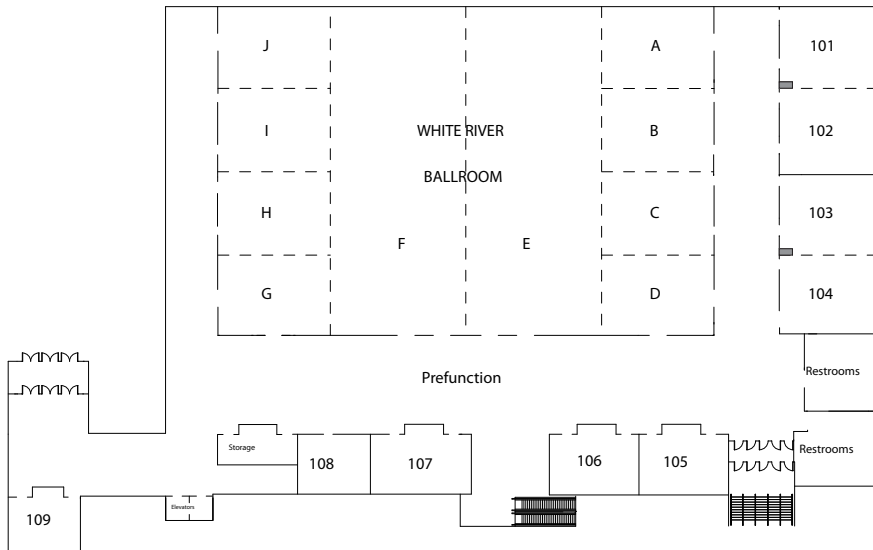 J
A
101
I
WHITE RIVER
B
102
BALLROOM
H
C
103
F
E
G
D
104
Prefunction
Restrooms
Storage
108
107
106
105
Restrooms
109
Elevators